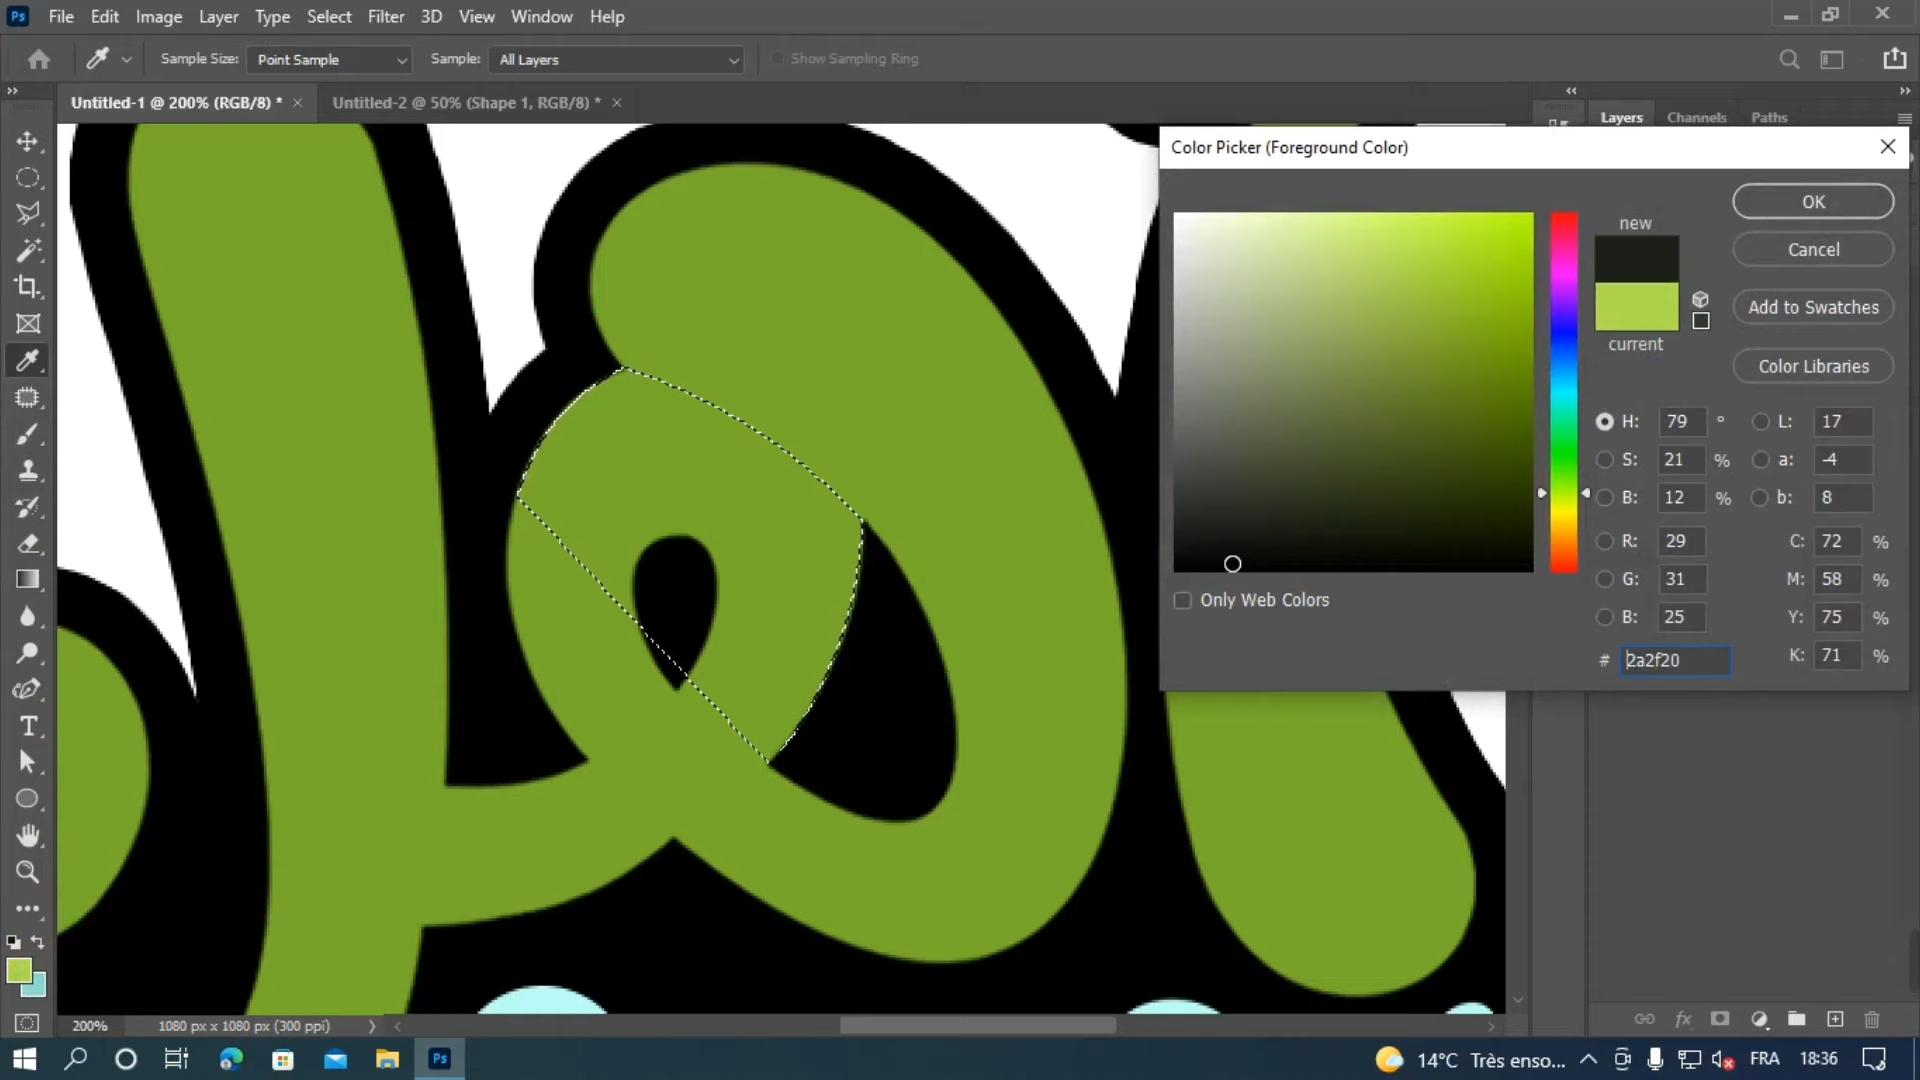 Ps File Edit Image Layer Type Select Filter 3D View Window Help
Sample Size: Point Sample Sample: All Layers Show Sampling Ring
Untitled-1 @ 200% (RGB/8) * × Untitled-2 @ 50% (Shape 1, RGB/8) * ×
Layers Channels Paths
Color Picker (Foreground Color)
new
OK
Cancel
Add to Swatches
current
Color Libraries
H: 79 ° L: 17
S: 21 % a: -4
B: 12 % b: 8
R: 29 C: 72 %
G: 31 M: 58 %
B: 25 Y: 75 %
# 2a2f20 K: 71 %
Only Web Colors
T
fx
200% 1080 px x 1080 px (300 ppi)
Ps 14°C Très enso... FRA 18:36